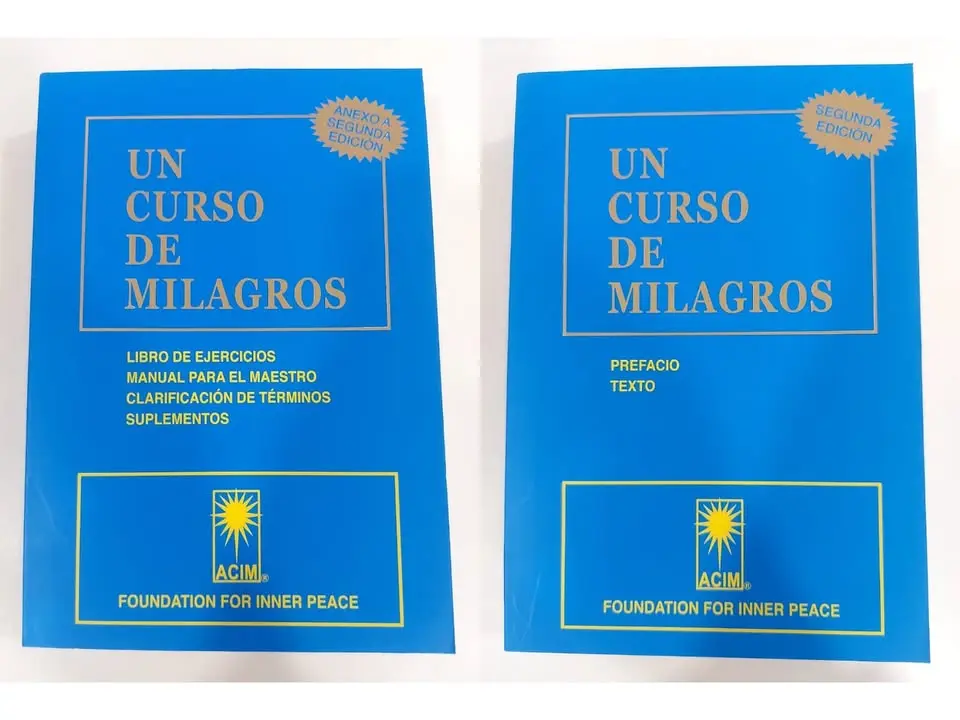 ANEXO A
SEGUNDA
EDICIÓN
UN
CURSO
DE
MILAGROS
LIBRO DE EJERCICIOS
MANUAL PARA EL MAESTRO
CLARIFICACIÓN DE TÉRMINOS
SUPLEMENTOS
ACIM®
FOUNDATION FOR INNER PEACE
SEGUNDA
EDICIÓN
UN
CURSO
DE
MILAGROS
PREFACIO
TEXTO
ACIM®
FOUNDATION FOR INNER PEACE